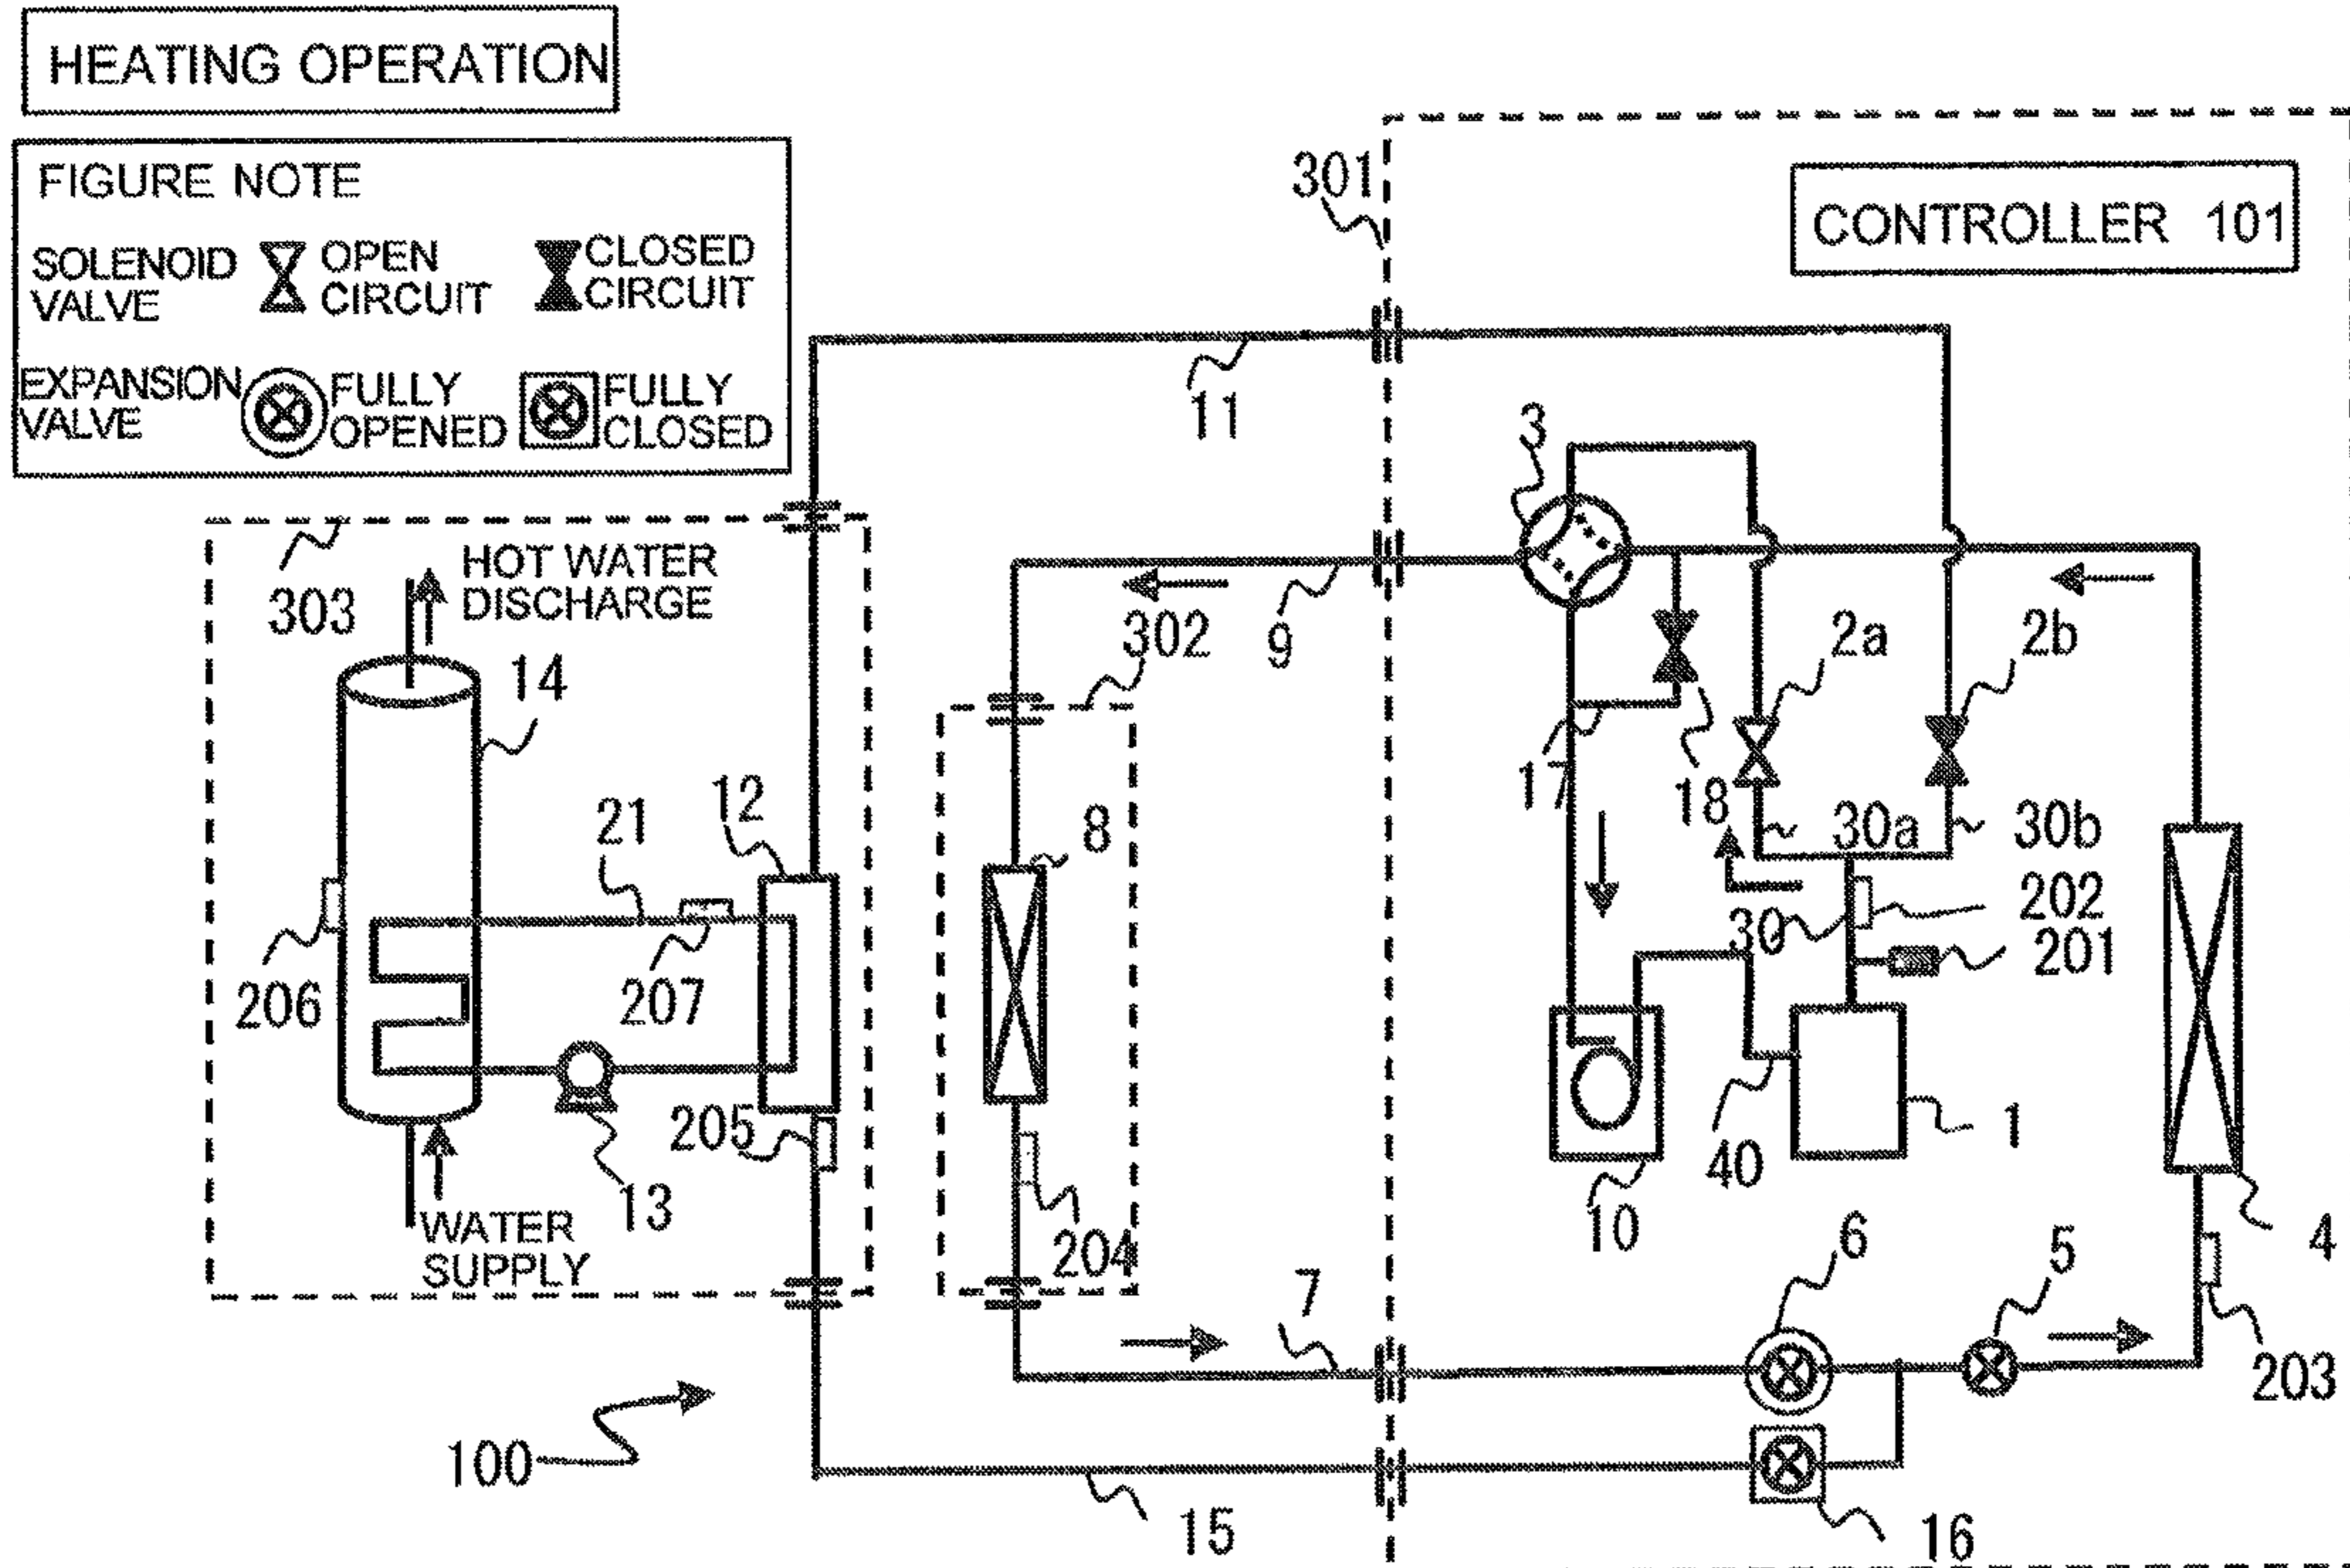 HEATING OPERATION
FIGURE NOTE
SOLENOID
VALVE
OPEN
CIRCUIT
CLOSED
CIRCUIT
EXPANSION
VALVE
FULLY
OPENED
FULLY
CLOSED
301
CONTROLLER 101
11
3
303
HOT WATER
DISCHARGE
302
9
2a
2b
14
17
18
12
21
8
30a
30b
202
30
201
206
207
205
40
1
13
10
204
WATER
SUPPLY
6
5
4
7
203
100
15
16